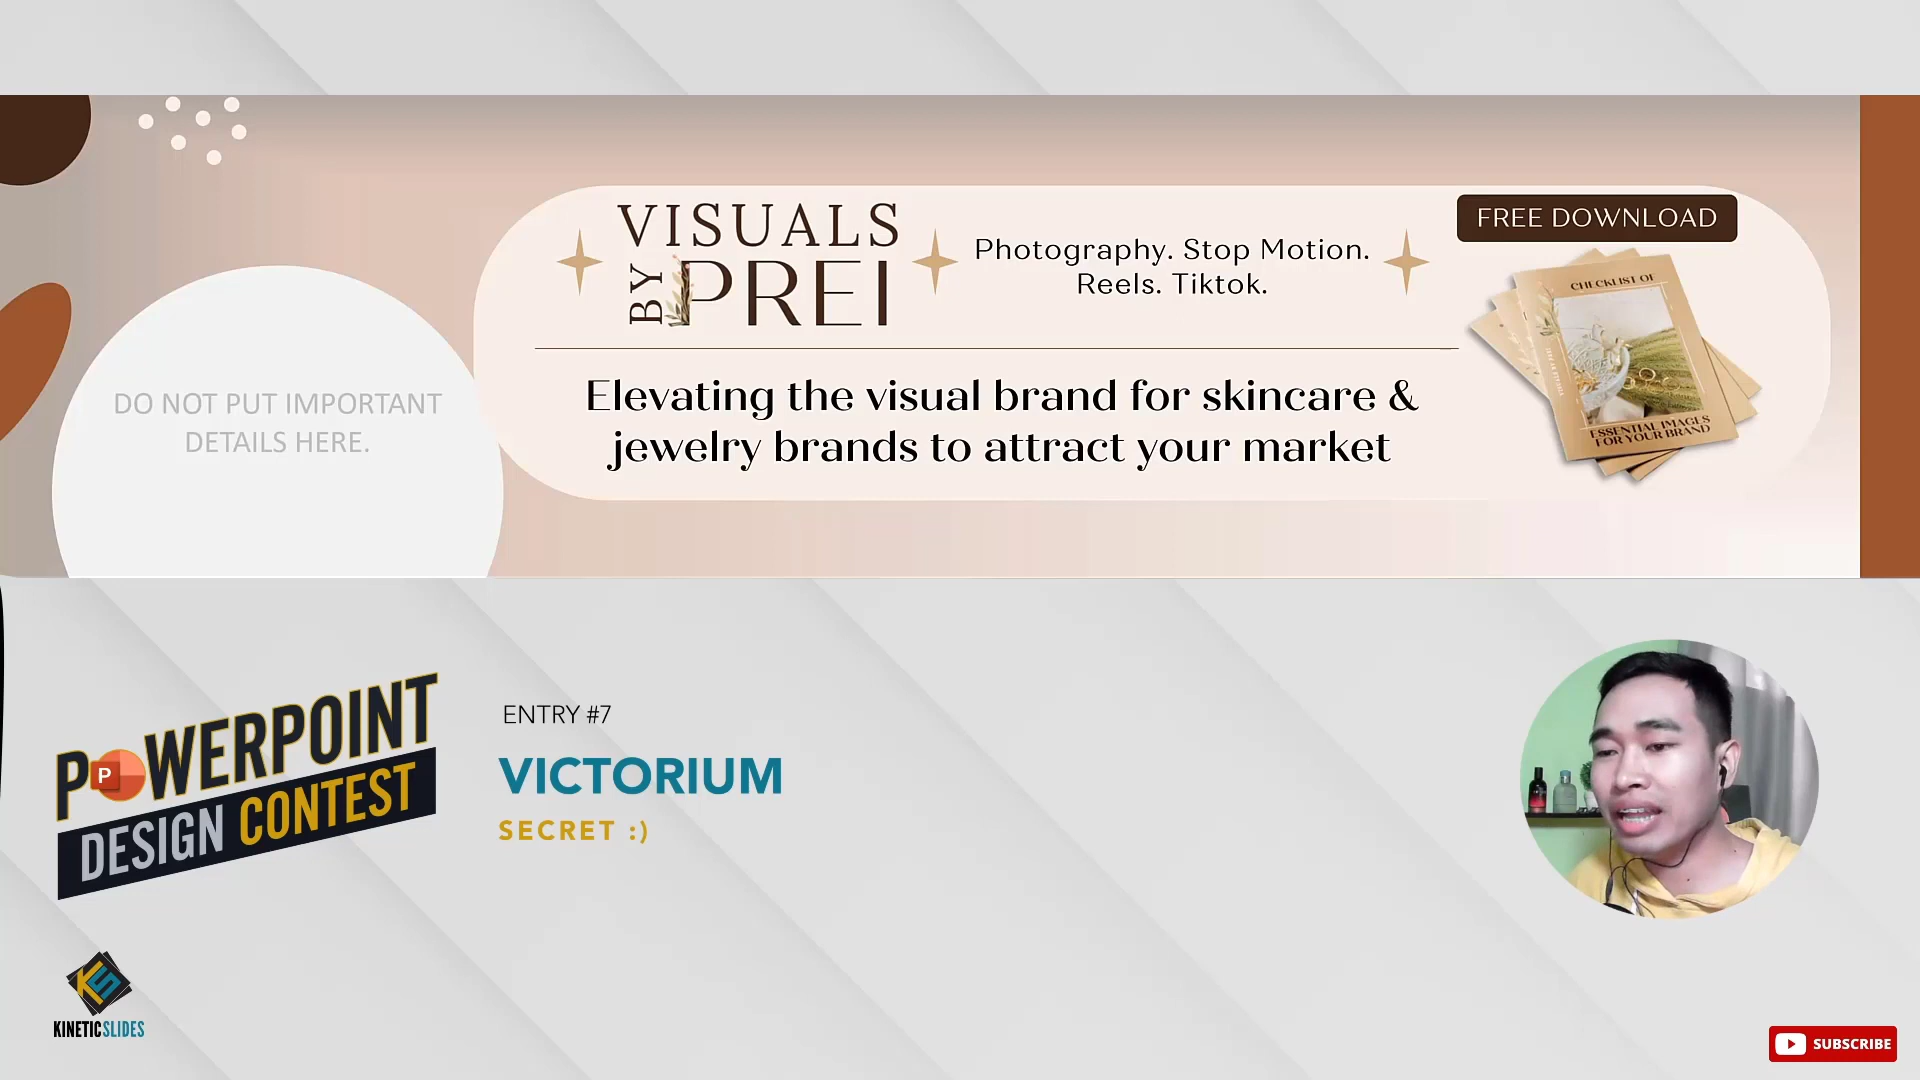 VISUALS
BY PREI
Photography. Stop Motion.
Reels. Tiktok.
FREE DOWNLOAD
CHECKLIST OF
ESSENTIAL IMAGES
FOR YOUR BRAND
Elevating the visual brand for skincare &
jewelry brands to attract your market
DO NOT PUT IMPORTANT
DETAILS HERE.
POWERPOINT
P
DESIGN CONTEST
ENTRY #7
VICTORIUM
SECRET :)
KS
KINETICSLIDES
SUBSCRIBE